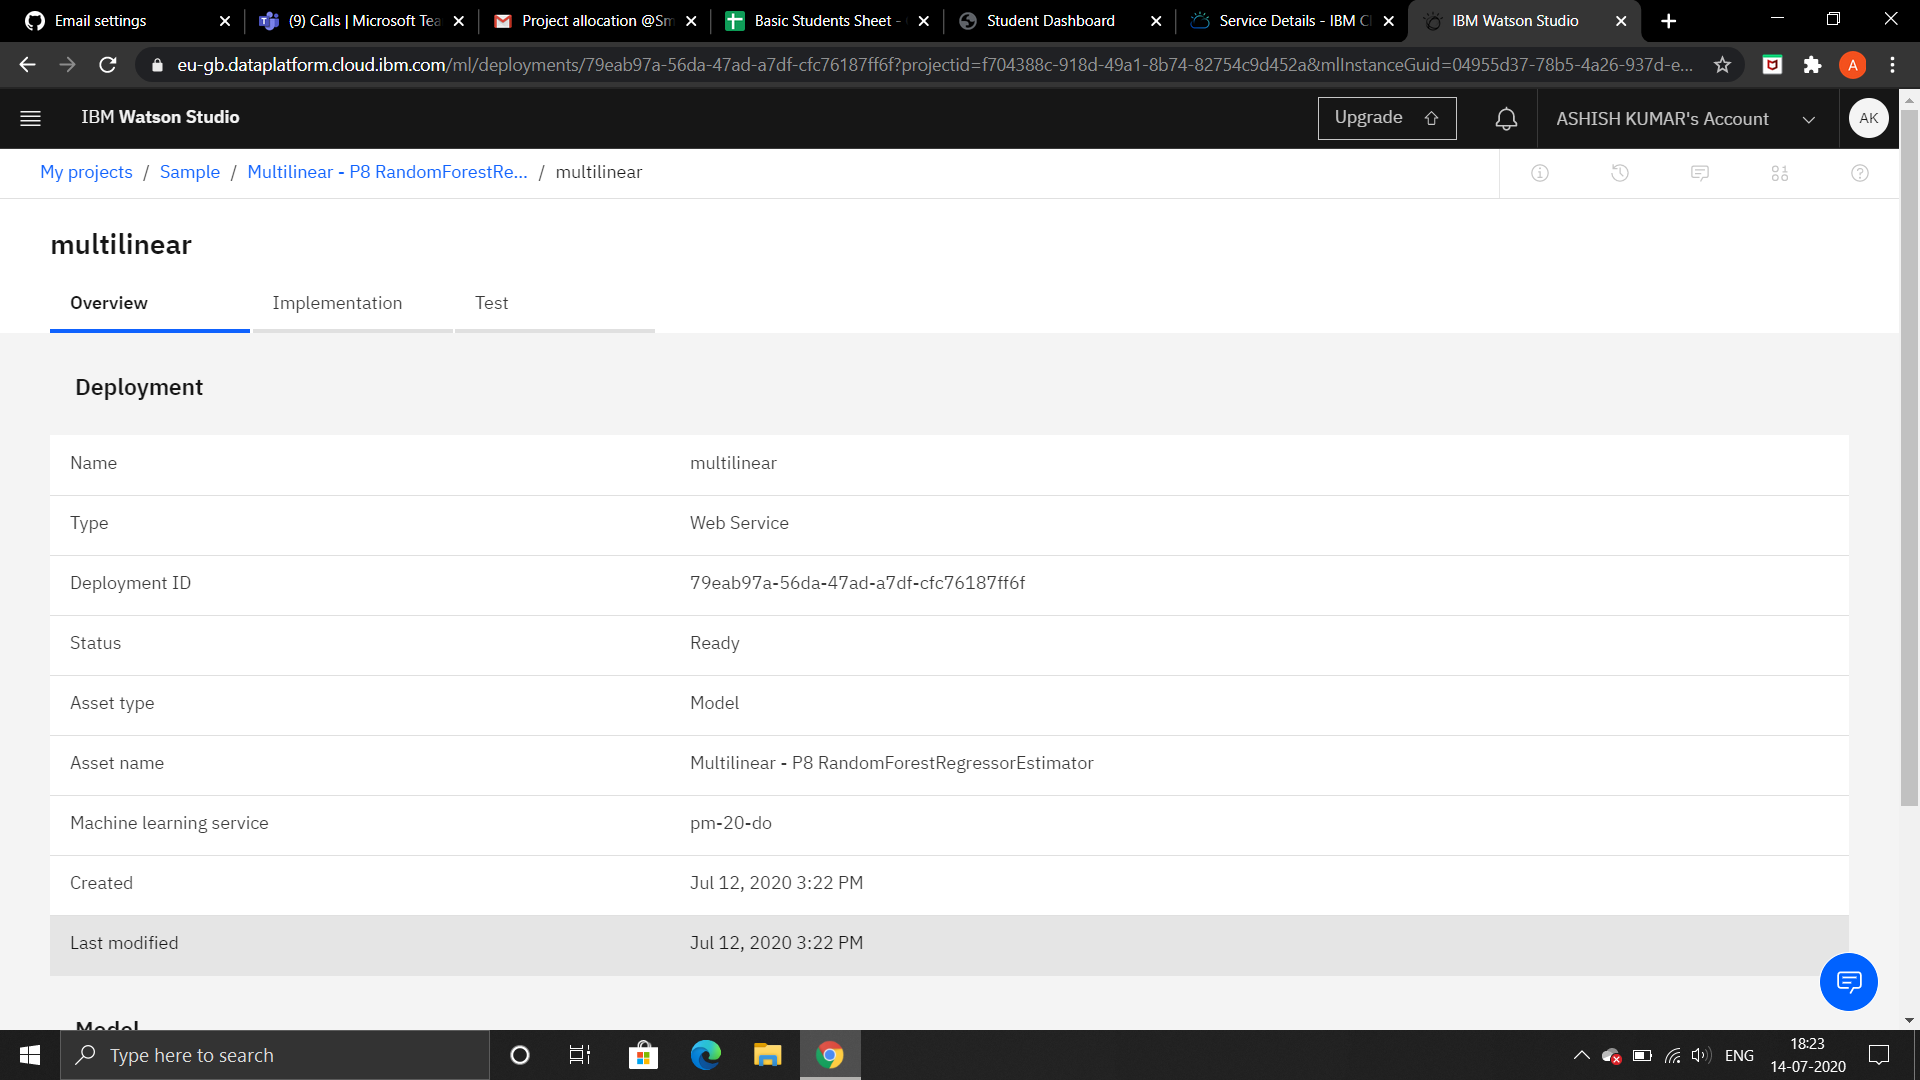 Email settings
(9) Calls | Microsoft Tea
Project allocation @Sm
Basic Students Sheet -
Student Dashboard
Service Details - IBM Cl
IBM Watson Studio
eu-gb.dataplatform.cloud.ibm.com/ml/deployments/79eab97a-56da-47ad-a7df-cfc76187ff6f?projectid=f704388c-918d-49a1-8b74-82754c9d452a&mlInstanceGuid=04955d37-78b5-4a26-937d-e...
A
IBM Watson Studio
Upgrade
ASHISH KUMAR's Account
AK
My projects / Sample / Multilinear - P8 RandomForestRe... / multilinear
multilinear
Overview
Implementation
Test
Deployment
Name multilinear
Type Web Service
Deployment ID 79eab97a-56da-47ad-a7df-cfc76187ff6f
Status Ready
Asset type Model
Asset name Multilinear - P8 RandomForestRegressorEstimator
Machine learning service pm-20-do
Created Jul 12, 2020 3:22 PM
Last modified Jul 12, 2020 3:22 PM
Model
Type here to search
ENG
18:23
14-07-2020